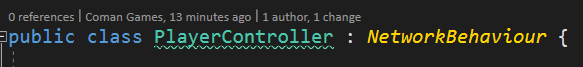 0 references | Coman Games, 13 minutes ago | 1 author, 1 change
public class PlayerController : NetworkBehaviour {